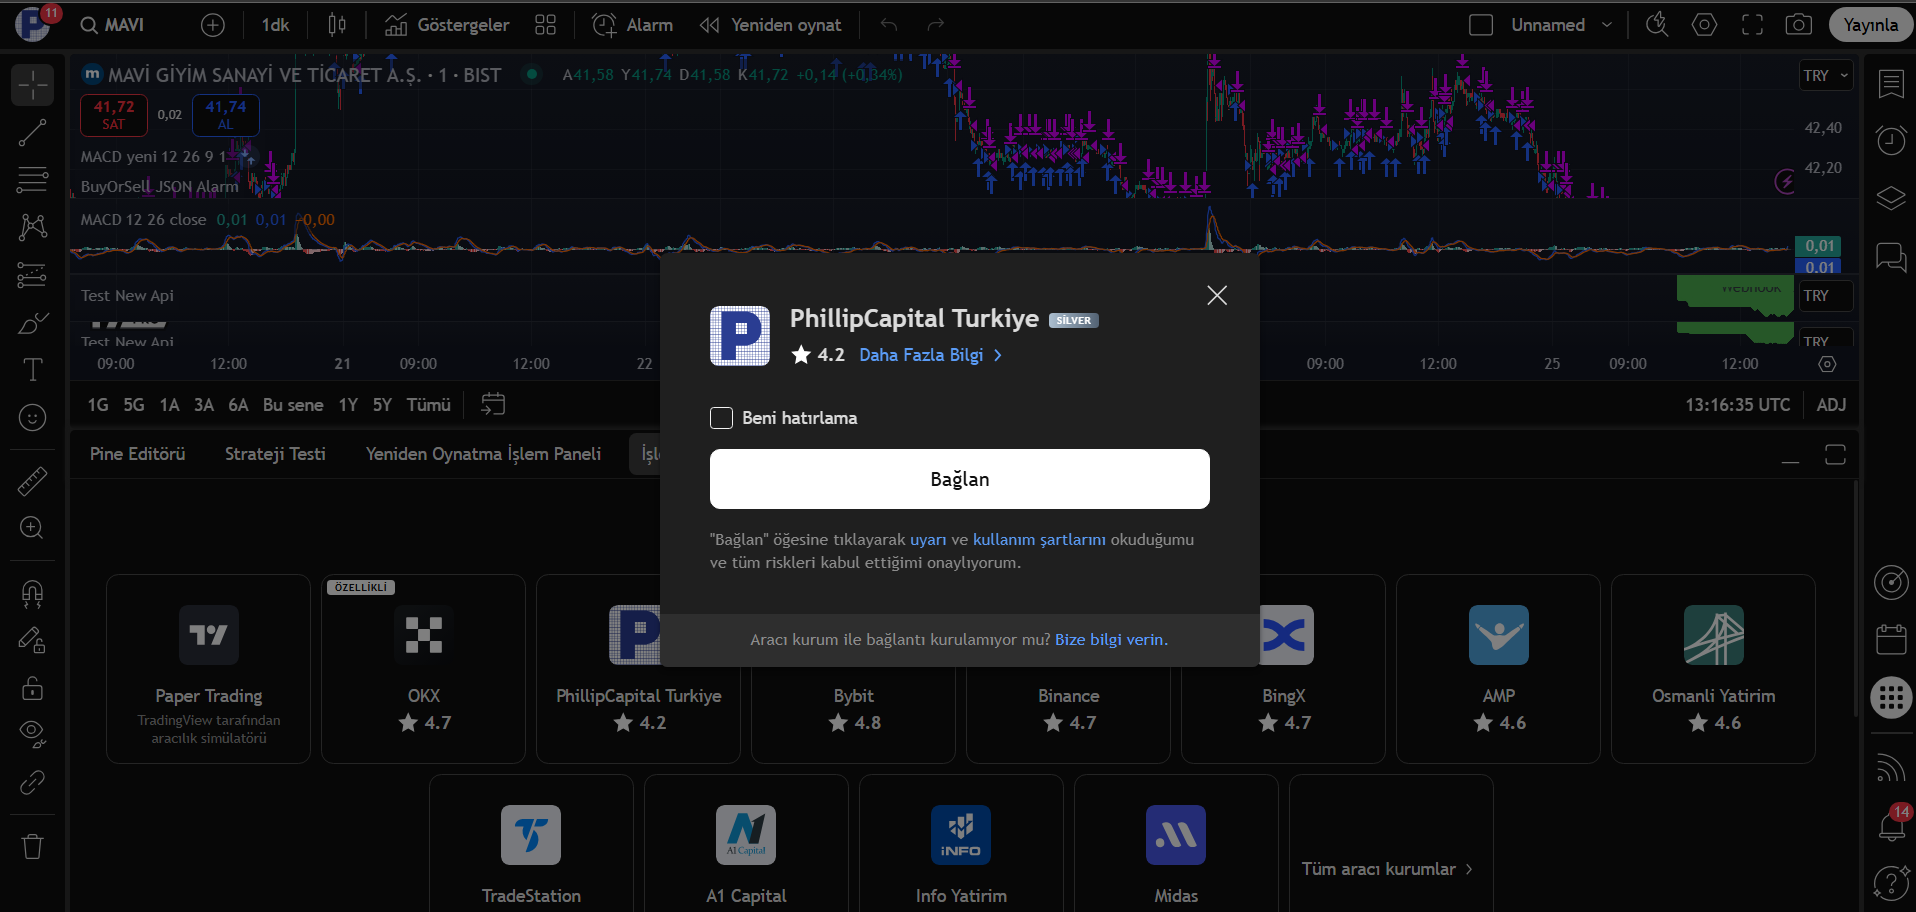 11
MAVI
1dk
Göstergeler
Alarm
Yeniden oynat
Unnamed
Yayınla
m MAVİ GİYİM SANAYİ VE TİCARET A.Ş. · 1 · BIST
A41,58 Y41,74 D41,58 K41,72 +0,14 (+0,34%)
TRY
41,72
SAT
0,02
41,74
AL
42,40
MACD yeni 12 26 9 1
42,20
BuyOrSell JSON Alarm
MACD 12 26 close 0,01 0,01 -0,00
0,01
0,01
Test New Api
Webhook
TRY
Test New Api
TRY
09:00 12:00 21 09:00 12:00 22 09:00 12:00 25 09:00 12:00
1G 5G 1A 3A 6A Bu sene 1Y 5Y Tümü
13:16:35 UTC
ADJ
Pine Editörü
Strateji Testi
Yeniden Oynatma İşlem Paneli
PhillipCapital Turkiye SİLVER
4.2 Daha Fazla Bilgi
Beni hatırlama
Bağlan
"Bağlan" öğesine tıklayarak uyarı ve kullanım şartlarını okuduğumu
ve tüm riskleri kabul ettiğimi onaylıyorum.
Aracı kurum ile bağlantı kurulamıyor mu? Bize bilgi verin.
Paper Trading
TradingView tarafından
aracılık simülatörü
ÖZELLİKLİ
OKX
4.7
PhillipCapital Turkiye
4.2
Bybit
4.8
Binance
4.7
BingX
4.7
AMP
4.6
Osmanli Yatirim
4.6
14
TradeStation
A1 Capital
A1 Capital
iNFO
Info Yatirim
Midas
Tüm aracı kurumlar